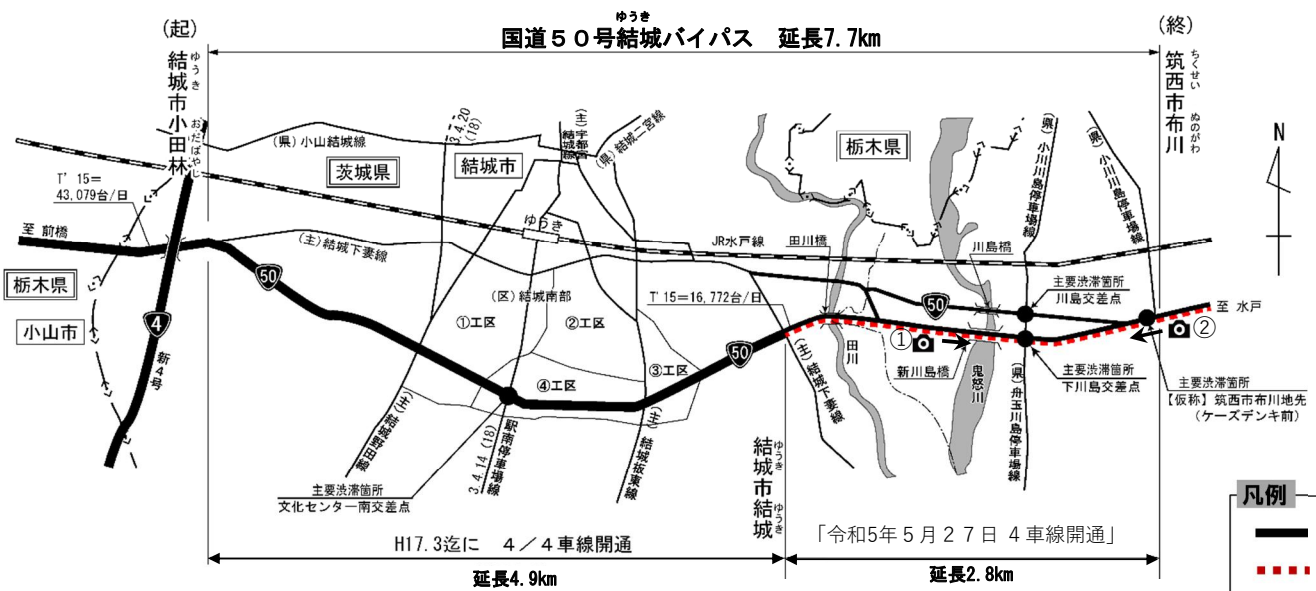 ゆうき
国道50号結城バイパス 延長7.7km
(起)
結城市小田林
ゆうき おだばやし
(終)
筑西市布川
ちくせい ぬのがわ
N
(県)小山結城線
3.4.20
(18)
(主)宇都宮
結城線
(県)結城二宮線
茨城県
結城市
栃木県
(県)小川川島停車場線
(県)小川川島停車場線
T'15=
43,079台/日
至 前橋
(主)結城下妻線
ゆうき
JR水戸線
田川橋
川島橋
主要渋滞箇所
川島交差点
50
50
栃木県
小山市
4
新4号
(区)結城南部
①工区
②工区
③工区
④工区
T'15=16,772台/日
50
至 水戸
①
②
(主)結城下妻線
田川
新川島橋
鬼怒川
主要渋滞箇所
下川島交差点
(県)舟玉川島停車場線
主要渋滞箇所
【仮称】筑西市布川地先
(ケーズデンキ前)
(主)結城野田線
3.4.14 (18)
駅南停車場線
(主)結城坂東線
主要渋滞箇所
文化センター南交差点
結城市結城
ゆうき ゆうき
凡例
H17.3迄に 4/4車線開通
「令和5年5月27日 4車線開通」
延長4.9km
延長2.8km